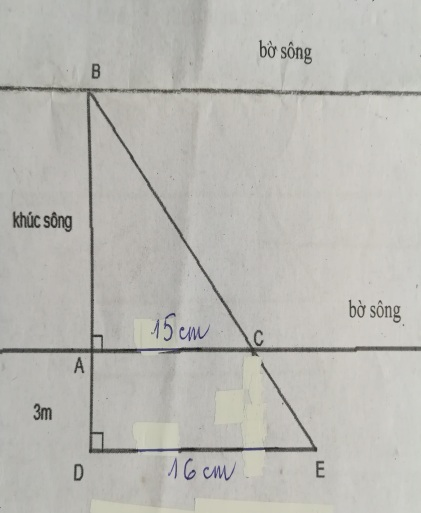 bờ sông
B
khúc sông
bờ sông
15 cm
C
A
3m
D
16 cm
E